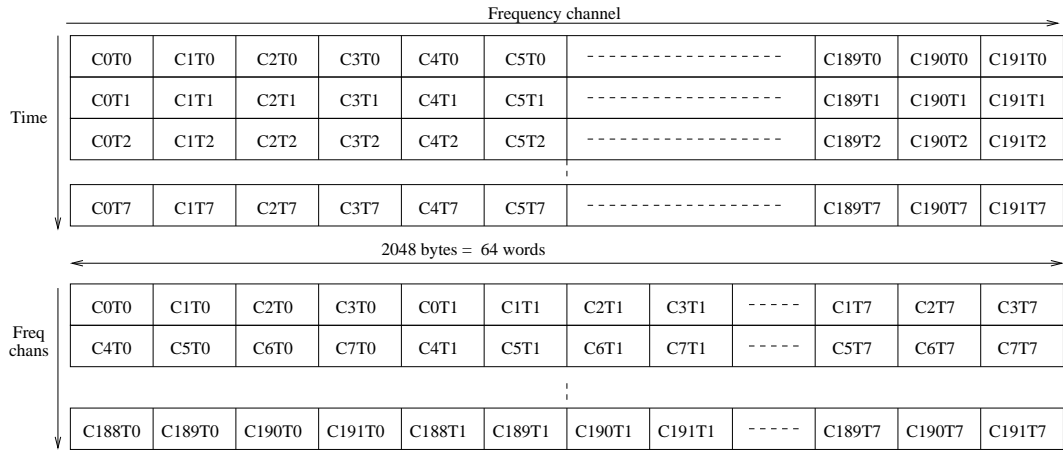 Frequency channel
C0T0 C1T0 C2T0 C3T0 C4T0 C5T0 C189T0 C190T0 C191T0
Time C0T1 C1T1 C2T1 C3T1 C4T1 C5T1 C189T1 C190T1 C191T1
C0T2 C1T2 C2T2 C3T2 C4T2 C5T2 C189T2 C190T2 C191T2
C0T7 C1T7 C2T7 C3T7 C4T7 C5T7 C189T7 C190T7 C191T7
2048 bytes = 64 words
C0T0 C1T0 C2T0 C3T0 C0T1 C1T1 C2T1 C3T1 C1T7 C2T7 C3T7
Freq
chans
C4T0 C5T0 C6T0 C7T0 C4T1 C5T1 C6T1 C7T1 C5T7 C6T7 C7T7
C188T0 C189T0 C190T0 C191T0 C188T1 C189T1 C190T1 C191T1 C189T7 C190T7 C191T7